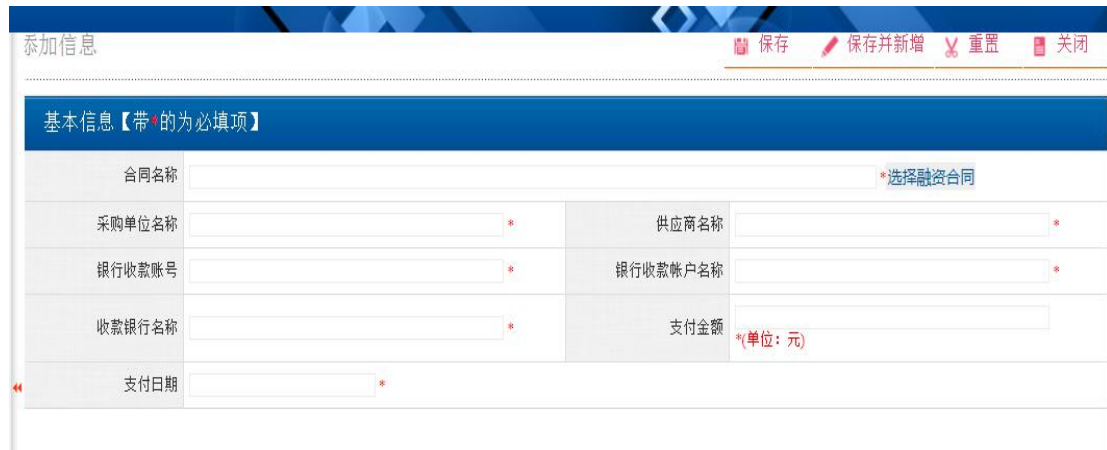 添加信息
保存 保存并新增 重置 关闭
基本信息【带*的为必填项】
合同名称 *选择融资合同
采购单位名称 * 供应商名称 *
银行收款账号 * 银行收款帐户名称 *
收款银行名称 * 支付金额 *(单位：元)
支付日期 *